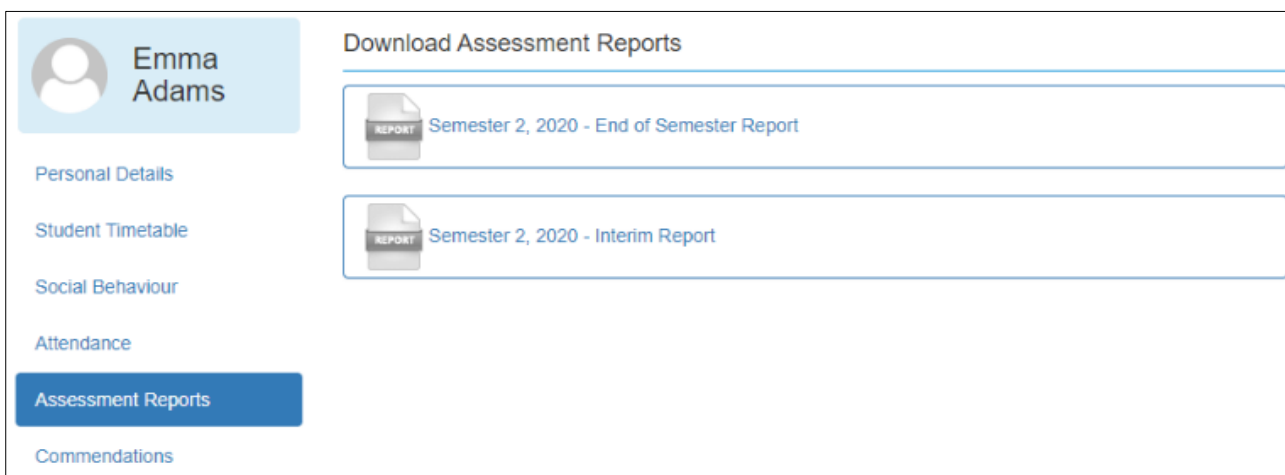 Emma
Adams
Personal Details
Student Timetable
Social Behaviour
Attendance
Assessment Reports
Commendations
Download Assessment Reports
REPORT
Semester 2, 2020 - End of Semester Report
REPORT
Semester 2, 2020 - Interim Report